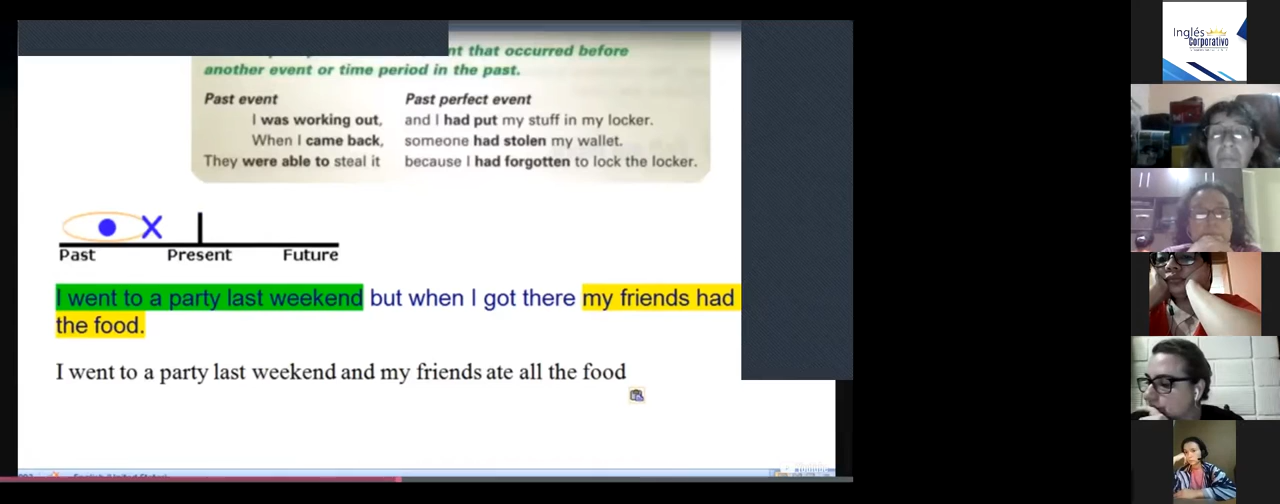 nt that occurred before
another event or time period in the past.
Past event Past perfect event
I was working out, and I had put my stuff in my locker.
When I came back, someone had stolen my wallet.
They were able to steal it because I had forgotten to lock the locker.
Past Present Future
I went to a party last weekend but when I got there my friends had
the food.
I went to a party last weekend and my friends ate all the food
English (United States)
Inglés
Corporativo